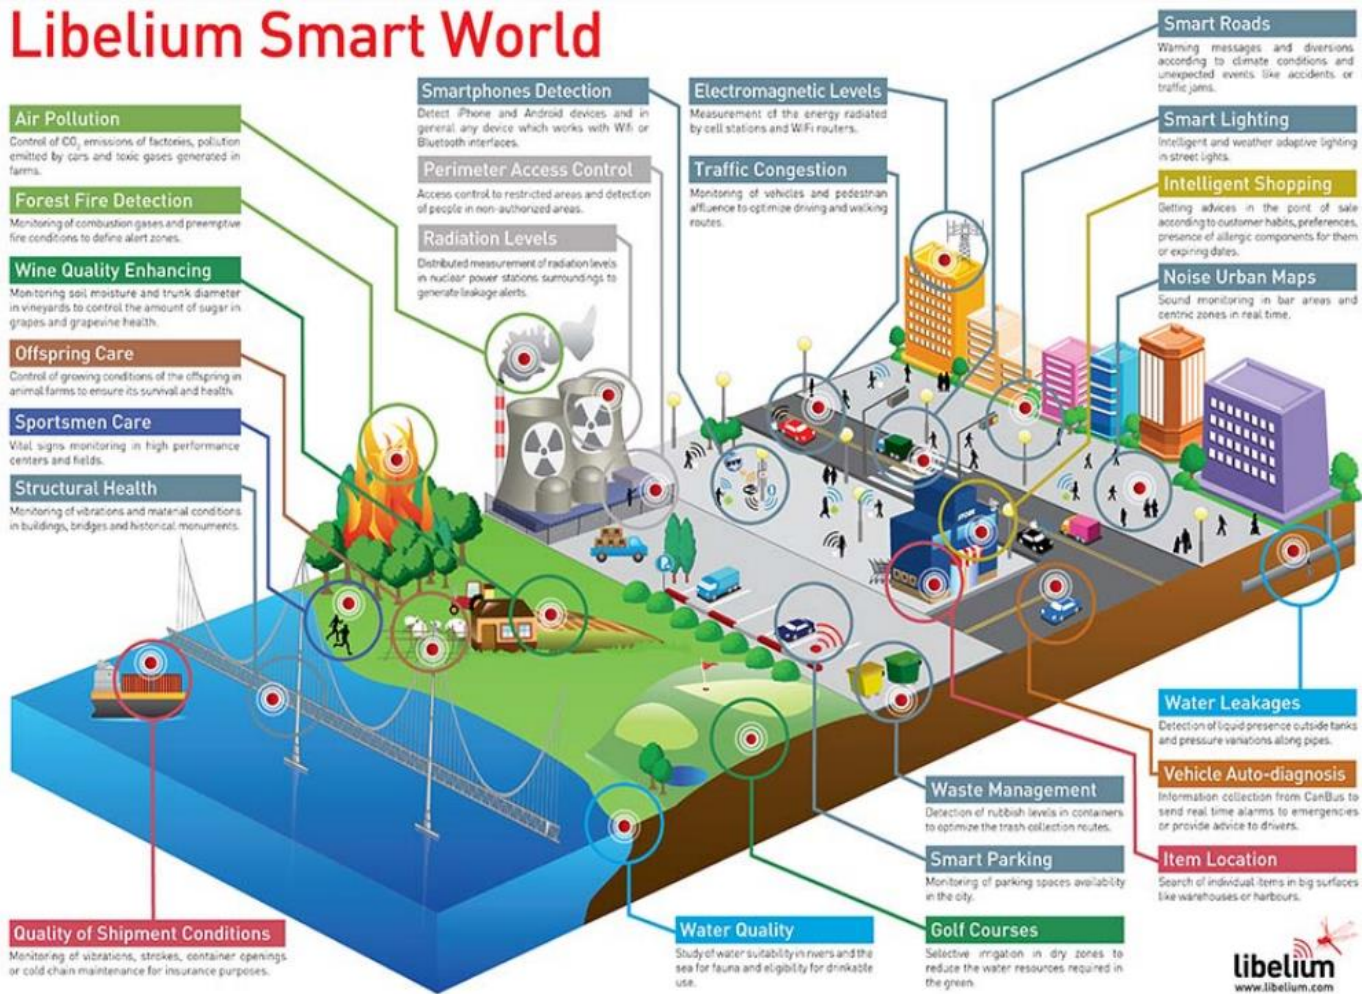 Libelium Smart World
Air Pollution
Control of CO₂ emissions of factories, pollution
emitted by cars and toxic gases generated in
farms.
Forest Fire Detection
Monitoring of combustion gases and preemptive
fire conditions to define alert zones.
Wine Quality Enhancing
Monitoring soil moisture and trunk diameter
in vineyards to control the amount of sugar in
grapes and grapevine health.
Offspring Care
Control of growing conditions of the offspring in
animal farms to ensure its survival and health.
Sportsmen Care
Vital signs monitoring in high performance
centers and fields.
Structural Health
Monitoring of vibrations and material conditions
in buildings, bridges and historical monuments.
Quality of Shipment Conditions
Monitoring of vibrations, strokes, container openings
or cold chain maintenance for insurance purposes.
Smartphones Detection
Detect iPhone and Android devices and in
general any device which works with Wifi or
Bluetooth interfaces.
Perimeter Access Control
Access control to restricted areas and detection
of people in non-authorized areas.
Radiation Levels
Distributed measurement of radiation levels
in nuclear power stations surroundings to
generate leakage alerts.
Electromagnetic Levels
Measurement of the energy radiated
by cell stations and WiFi routers.
Traffic Congestion
Monitoring of vehicles and pedestrian
affluence to optimize driving and walking
routes.
Smart Roads
Warning messages and diversions
according to climate conditions and
unexpected events like accidents or
traffic jams.
Smart Lighting
Intelligent and weather adaptive lighting
in street lights.
Intelligent Shopping
Getting advices in the point of sale
according to customer habits, preferences,
presence of allergic components for them
or expiring dates.
Noise Urban Maps
Sound monitoring in bar areas and
centric zones in real time.
STORE
P
Water Leakages
Detection of liquid presence outside tanks
and pressure variations along pipes.
Vehicle Auto-diagnosis
Information collection from CanBus to
send real time alarms to emergencies
or provide advice to drivers.
Item Location
Search of individual items in big surfaces
like warehouses or harbours.
Waste Management
Detection of rubbish levels in containers
to optimize the trash collection routes.
Smart Parking
Monitoring of parking spaces availability
in the city.
Golf Courses
Selective irrigation in dry zones to
reduce the water resources required in
the green.
Water Quality
Study of water suitability in rivers and the
sea for fauna and eligibility for drinkable
use.
libelium
www.libelium.com